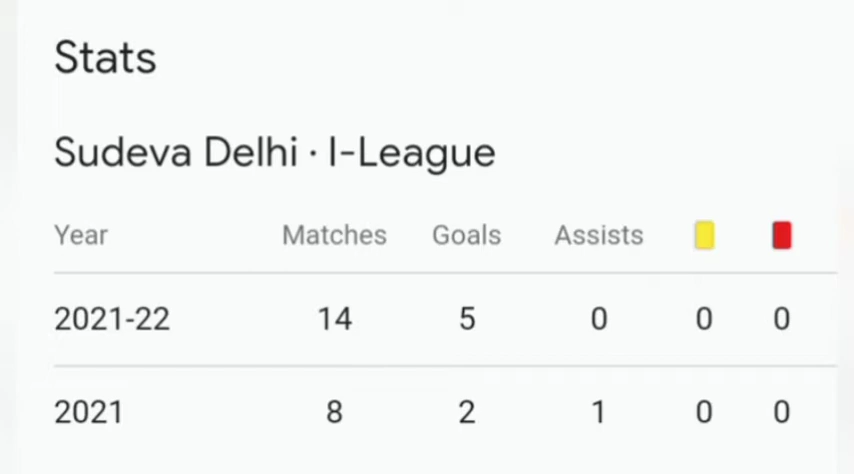 Stats
Sudeva Delhi · I-League
Year Matches Goals Assists
2021-22 14 5 0 0 0
2021 8 2 1 0 0